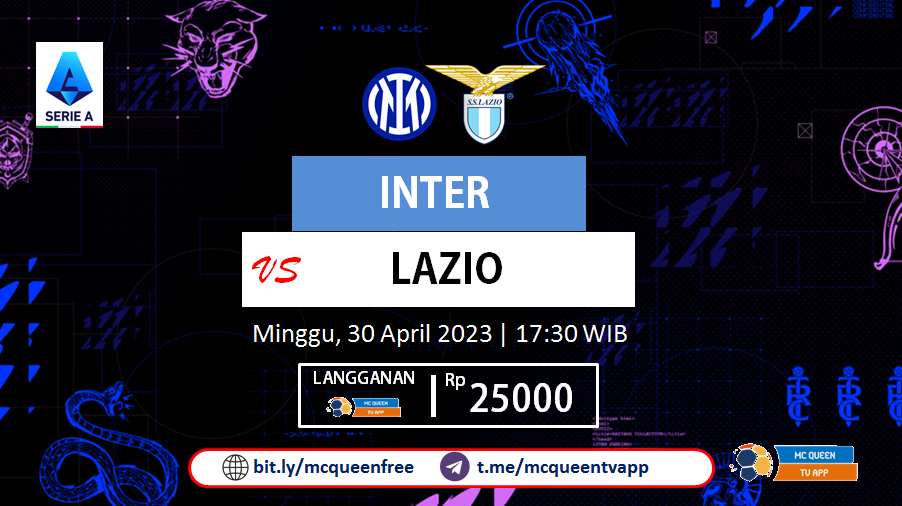 SERIE A
S.S.LAZIO
INTER
VS LAZIO
Minggu, 30 April 2023 | 17:30 WIB
LANGGANAN | Rp 25000
MC QUEEN
TV APP
bit.ly/mcqueenfree t.me/mcqueentvapp
MC QUEEN
TV APP